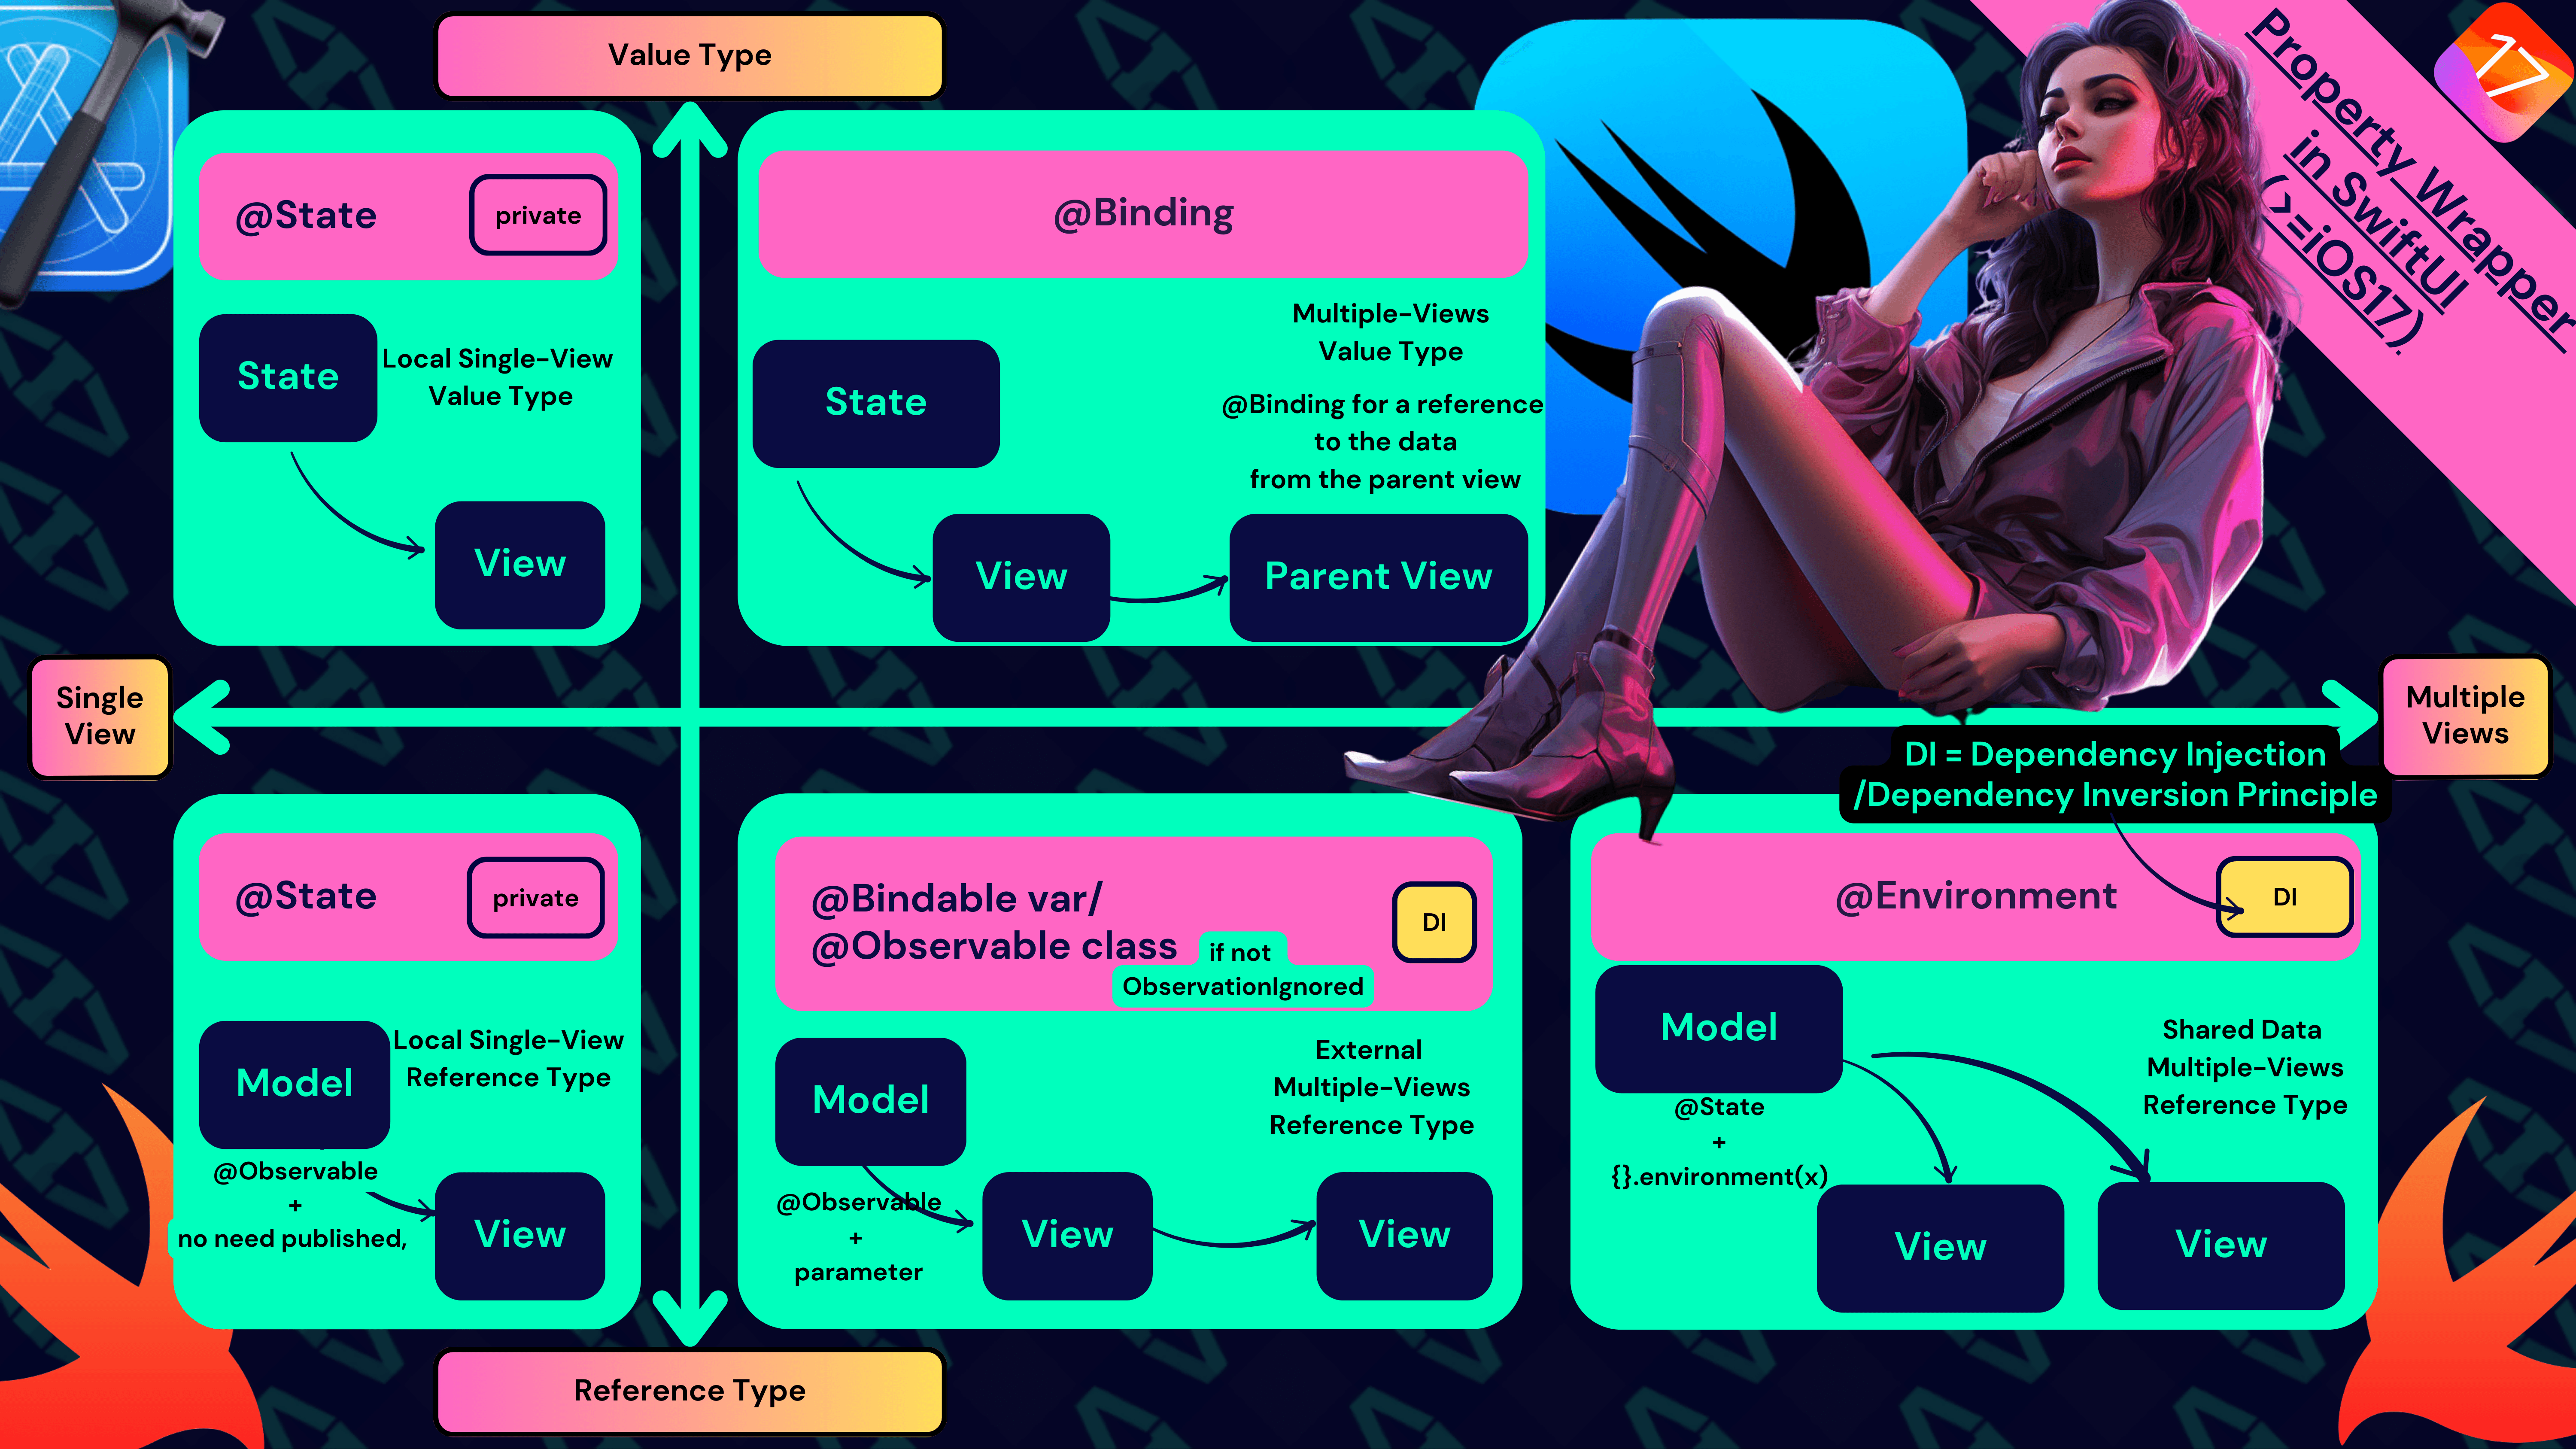 Value Type
Property Wrapper
in SwiftUI
(>=iOS17).
17
@State
private
State
Local Single-View
Value Type
View
@Binding
Multiple-Views
Value Type
State
@Binding for a reference
to the data
from the parent view
View
Parent View
Single
View
Multiple
Views
DI = Dependency Injection
/Dependency Inversion Principle
@State
private
Model
Local Single-View
Reference Type
@Observable
+
no need published,
View
@Bindable var/
@Observable class
if not
ObservationIgnored
DI
Model
External
Multiple-Views
Reference Type
@Observable
+
parameter
View
View
@Environment
DI
Model
Shared Data
Multiple-Views
Reference Type
@State
+
{}.environment(x)
View
View
Reference Type